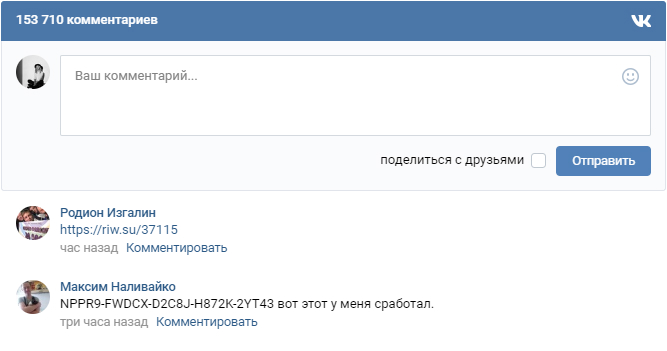 153 710 комментариев
Ваш комментарий...
поделиться с друзьями
Отправить
Родион Изгалин
https://riw.su/37115
час назад Комментировать
Максим Наливайко
NPPR9-FWDCX-D2C8J-H872K-2YT43 вот этот у меня сработал.
три часа назад Комментировать